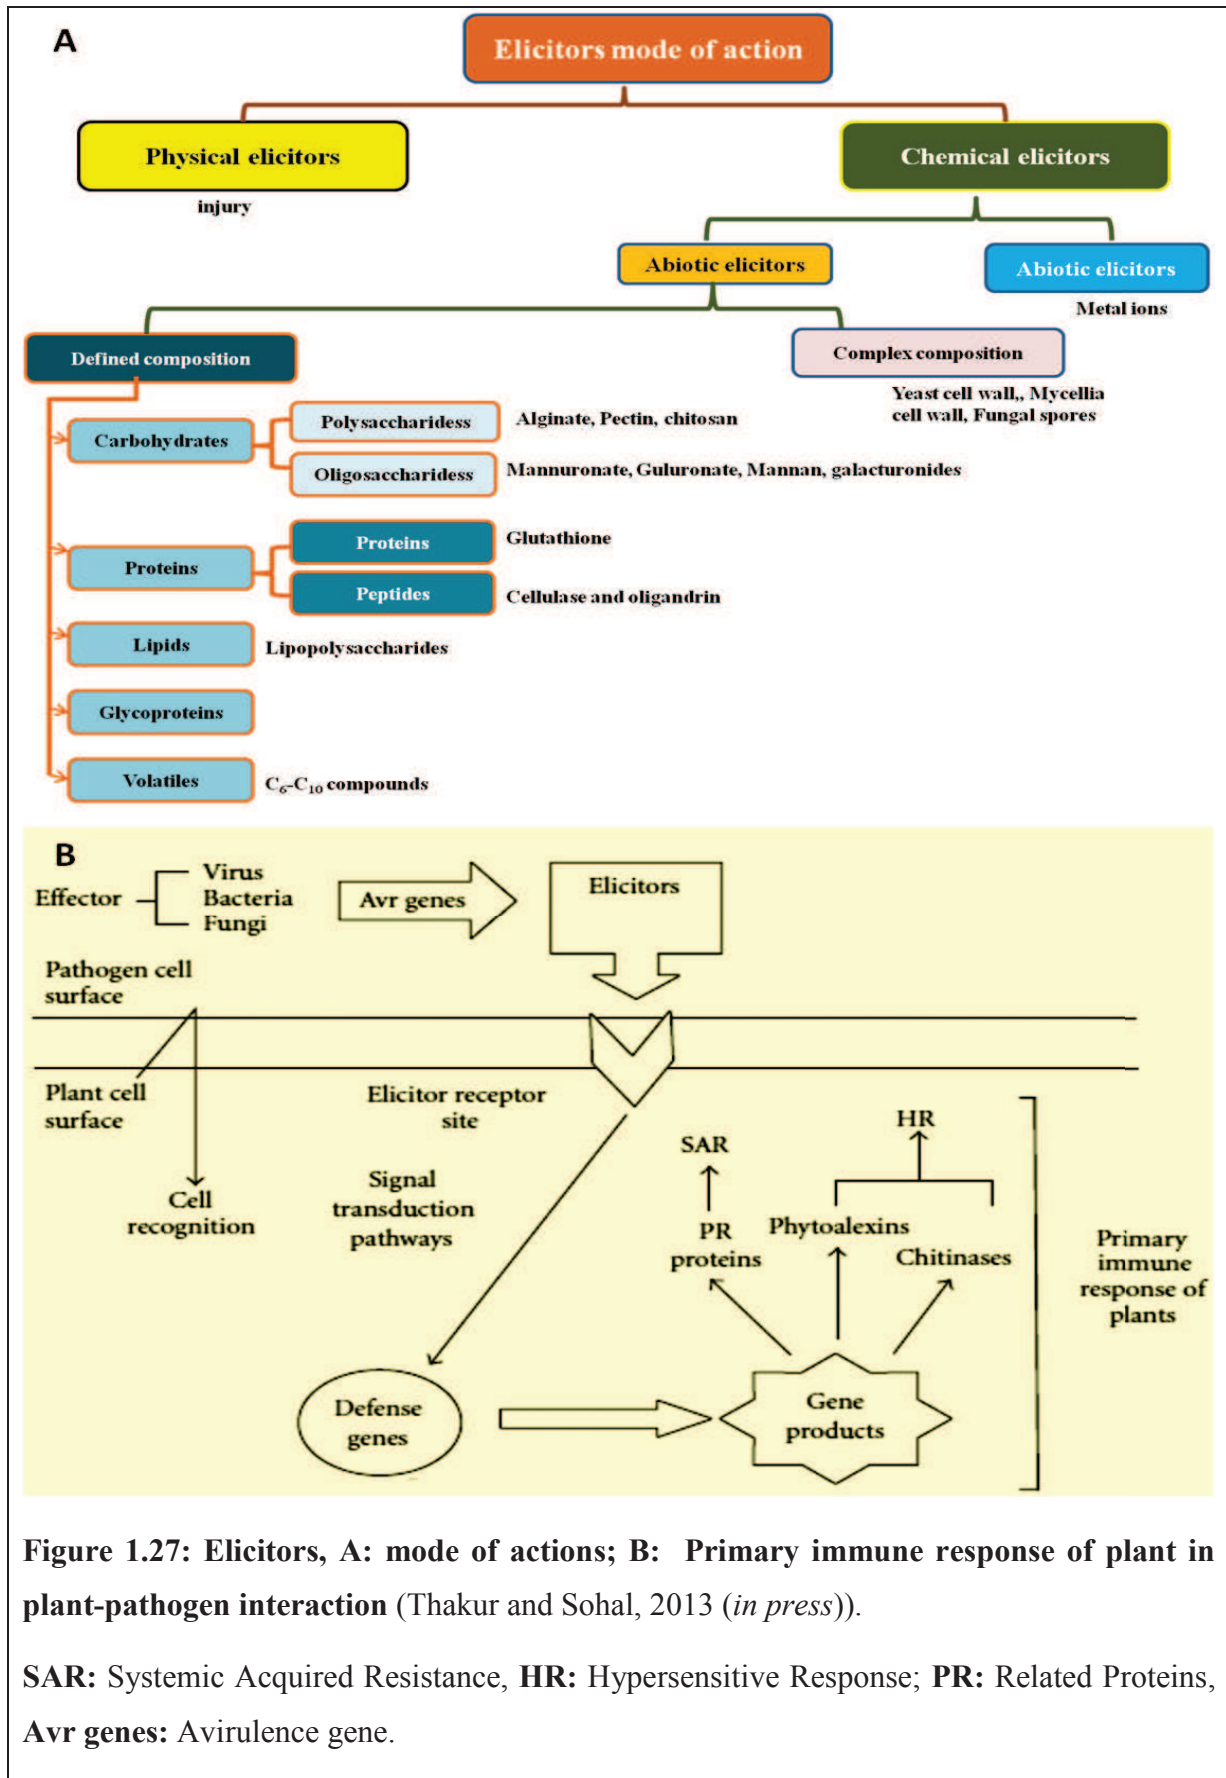 A
Elicitors mode of action
Physical elicitors
injury
Chemical elicitors
Abiotic elicitors
Abiotic elicitors
Metal ions
Defined composition
Complex composition
Yeast cell wall,, Mycellia
cell wall, Fungal spores
Carbohydrates
Polysaccharidess
Alginate, Pectin, chitosan
Oligosaccharidess
Mannuronate, Guluronate, Mannan, galacturonides
Proteins
Proteins
Glutathione
Peptides
Cellulase and oligandrin
Lipids
Lipopolysaccharides
Glycoproteins
Volatiles
C6-C10 compounds
B
Effector
Virus
Bacteria
Fungi
Avr genes
Elicitors
Pathogen cell
surface
Plant cell
surface
Elicitor receptor
site
Cell
recognition
Signal
transduction
pathways
SAR
HR
PR
proteins
Phytoalexins
Chitinases
Primary
immune
response of
plants
Defense
genes
Gene
products
Figure 1.27: Elicitors, A: mode of actions; B: Primary immune response of plant in
plant-pathogen interaction (Thakur and Sohal, 2013 (in press)).
SAR: Systemic Acquired Resistance, HR: Hypersensitive Response; PR: Related Proteins,
Avr genes: Avirulence gene.